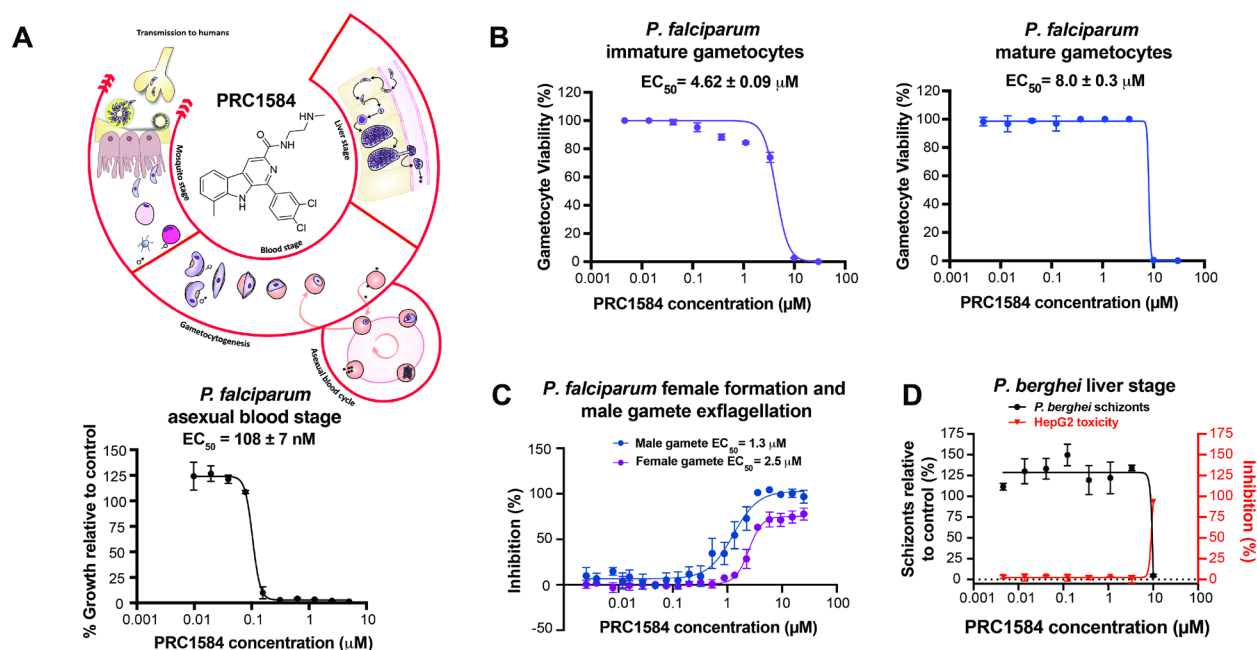 A
Transmission to humans
PRC1584
HN
O
NH
N
N
H
Cl
Cl
Mosquito stage
Liver stage
Blood stage
Gametocytogenesis
Asexual blood cycle
P. falciparum
asexual blood stage
EC50 = 108 ± 7 nM
% Growth relative to control
150
125
100
75
50
25
0
0.001 0.01 0.1 1 10
PRC1584 concentration (μM)
B
P. falciparum
immature gametocytes
EC50= 4.62 ± 0.09 μM
Gametocyte Viability (%)
120
100
80
60
40
20
0
0.001 0.01 0.1 1 10 100
PRC1584 concentration (µM)
P. falciparum
mature gametocytes
EC50= 8.0 ± 0.3 μM
Gametocyte Viability (%)
120
100
80
60
40
20
0
0.001 0.01 0.1 1 10 100
PRC1584 concentration (µM)
C
P. falciparum female formation and
male gamete exflagellation
Male gamete EC50= 1.3 μM
Female gamete EC50= 2.5 μM
Inhibition (%)
150
100
50
0
-50
0.01 0.1 1 10 100
PRC1584 concentration (µM)
D
P. berghei liver stage
P. berghei schizonts
HepG2 toxicity
Schizonts relative
to control (%)
175
150
125
100
75
50
25
0
175
150
125
100
75
50
25
0
Inhibition (%)
0.001 0.01 0.1 1 10 100
PRC1584 concentration (µM)